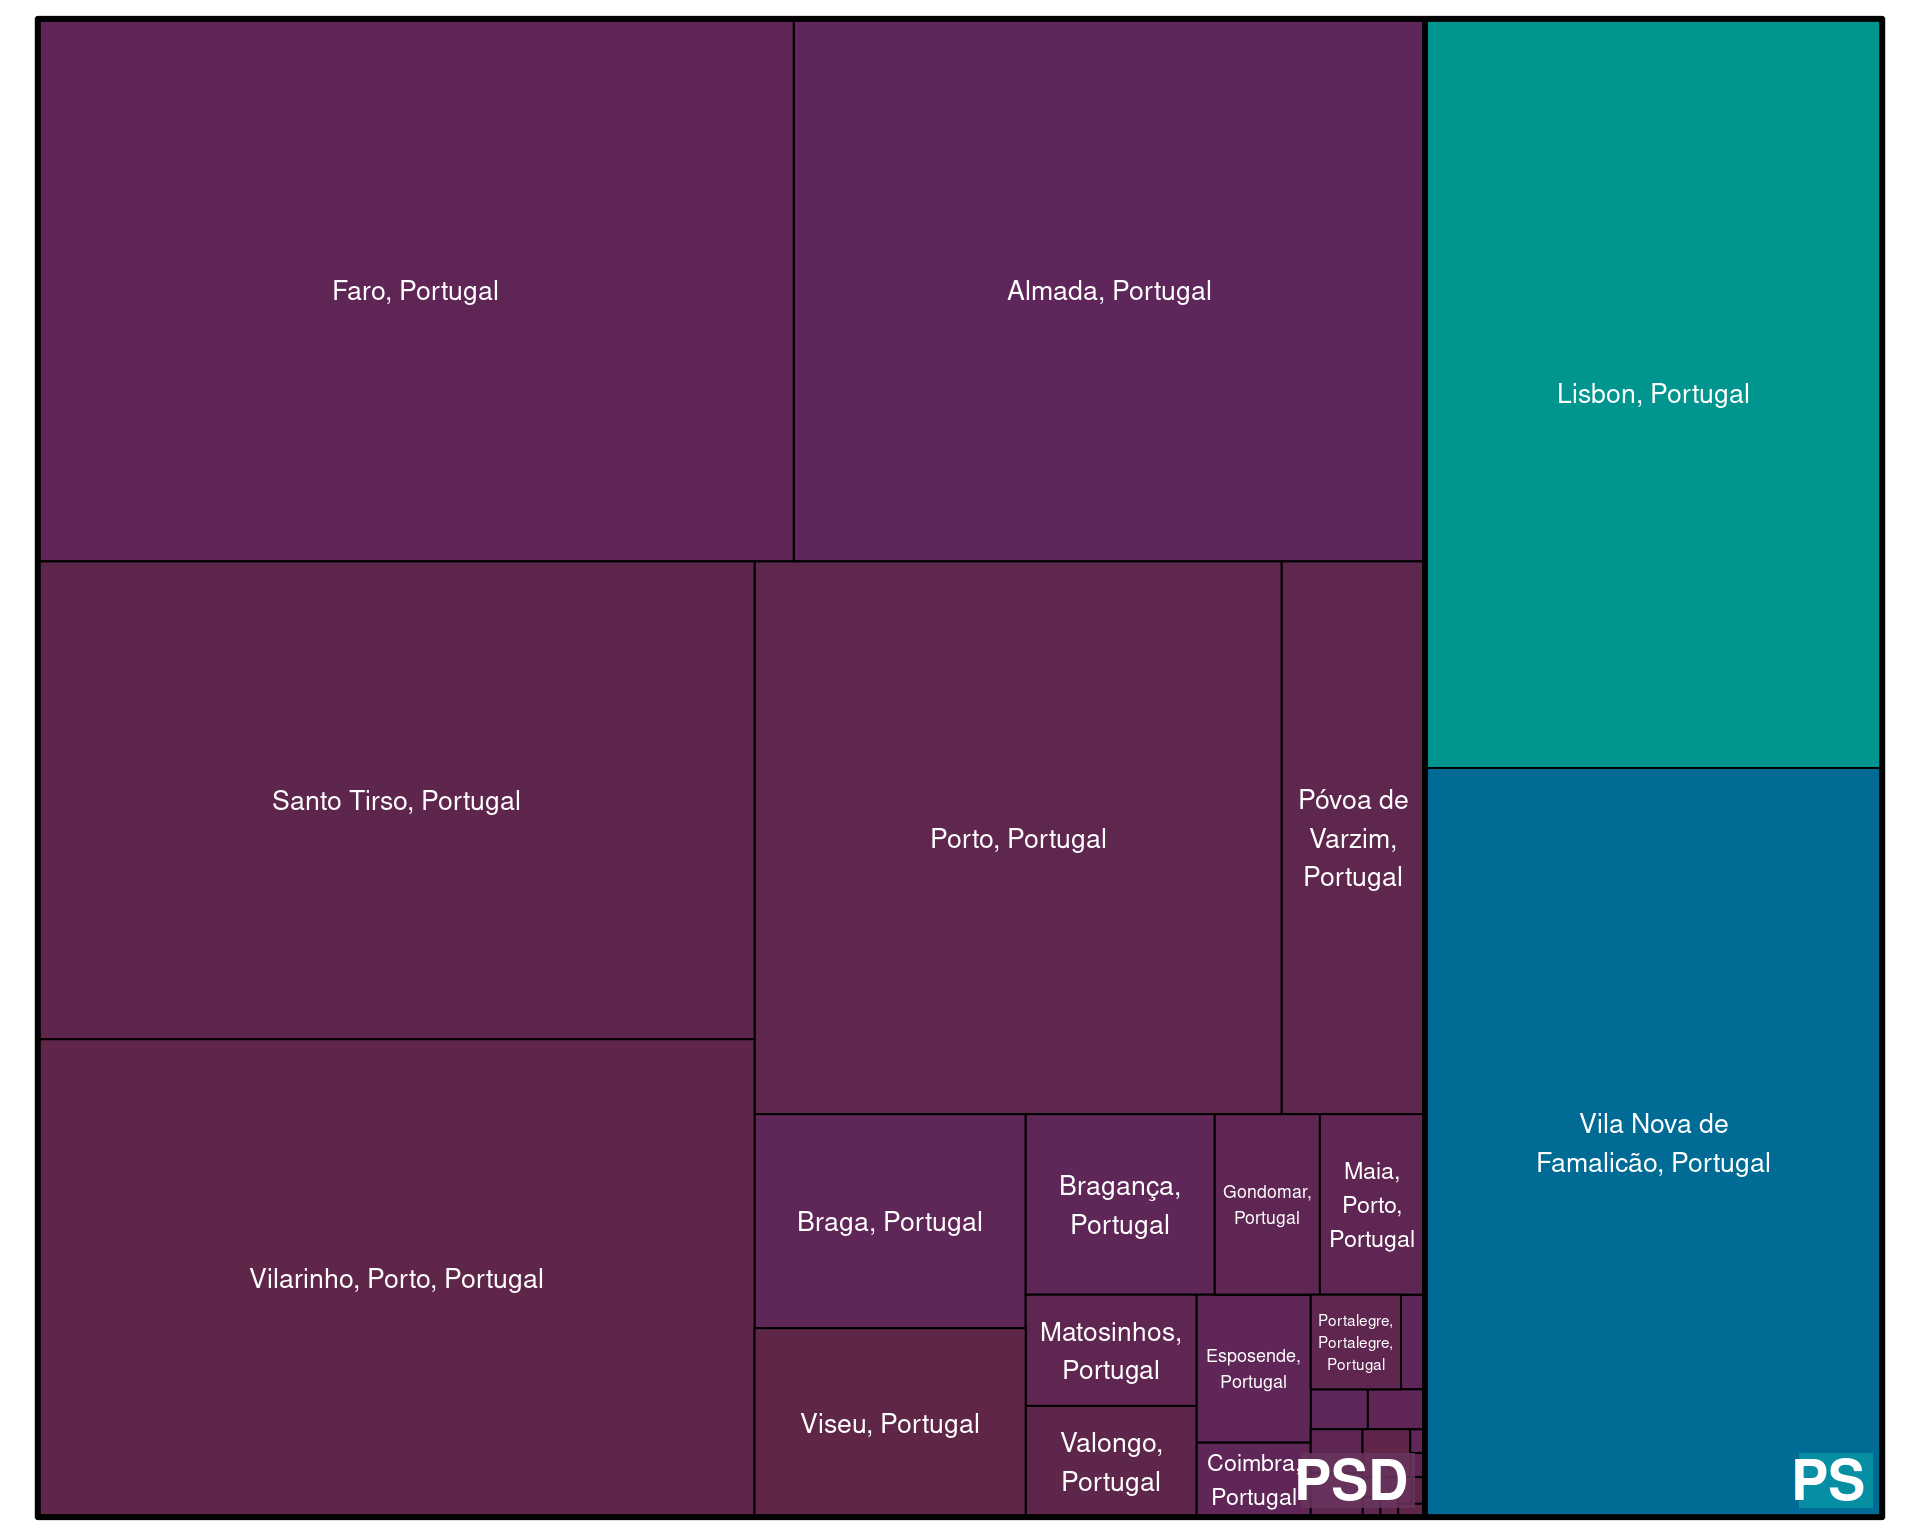 Faro, Portugal
Almada, Portugal
Lisbon, Portugal
Santo Tirso, Portugal
Porto, Portugal
Póvoa de
Varzim,
Portugal
Vila Nova de
Famalicão, Portugal
Vilarinho, Porto, Portugal
Braga, Portugal
Bragança,
Portugal
Gondomar,
Portugal
Maia,
Porto,
Portugal
Viseu, Portugal
Matosinhos,
Portugal
Esposende,
Portugal
Portalegre,
Portalegre,
Portugal
Valongo,
Portugal
Coimbra,
Portugal
PSD
PS